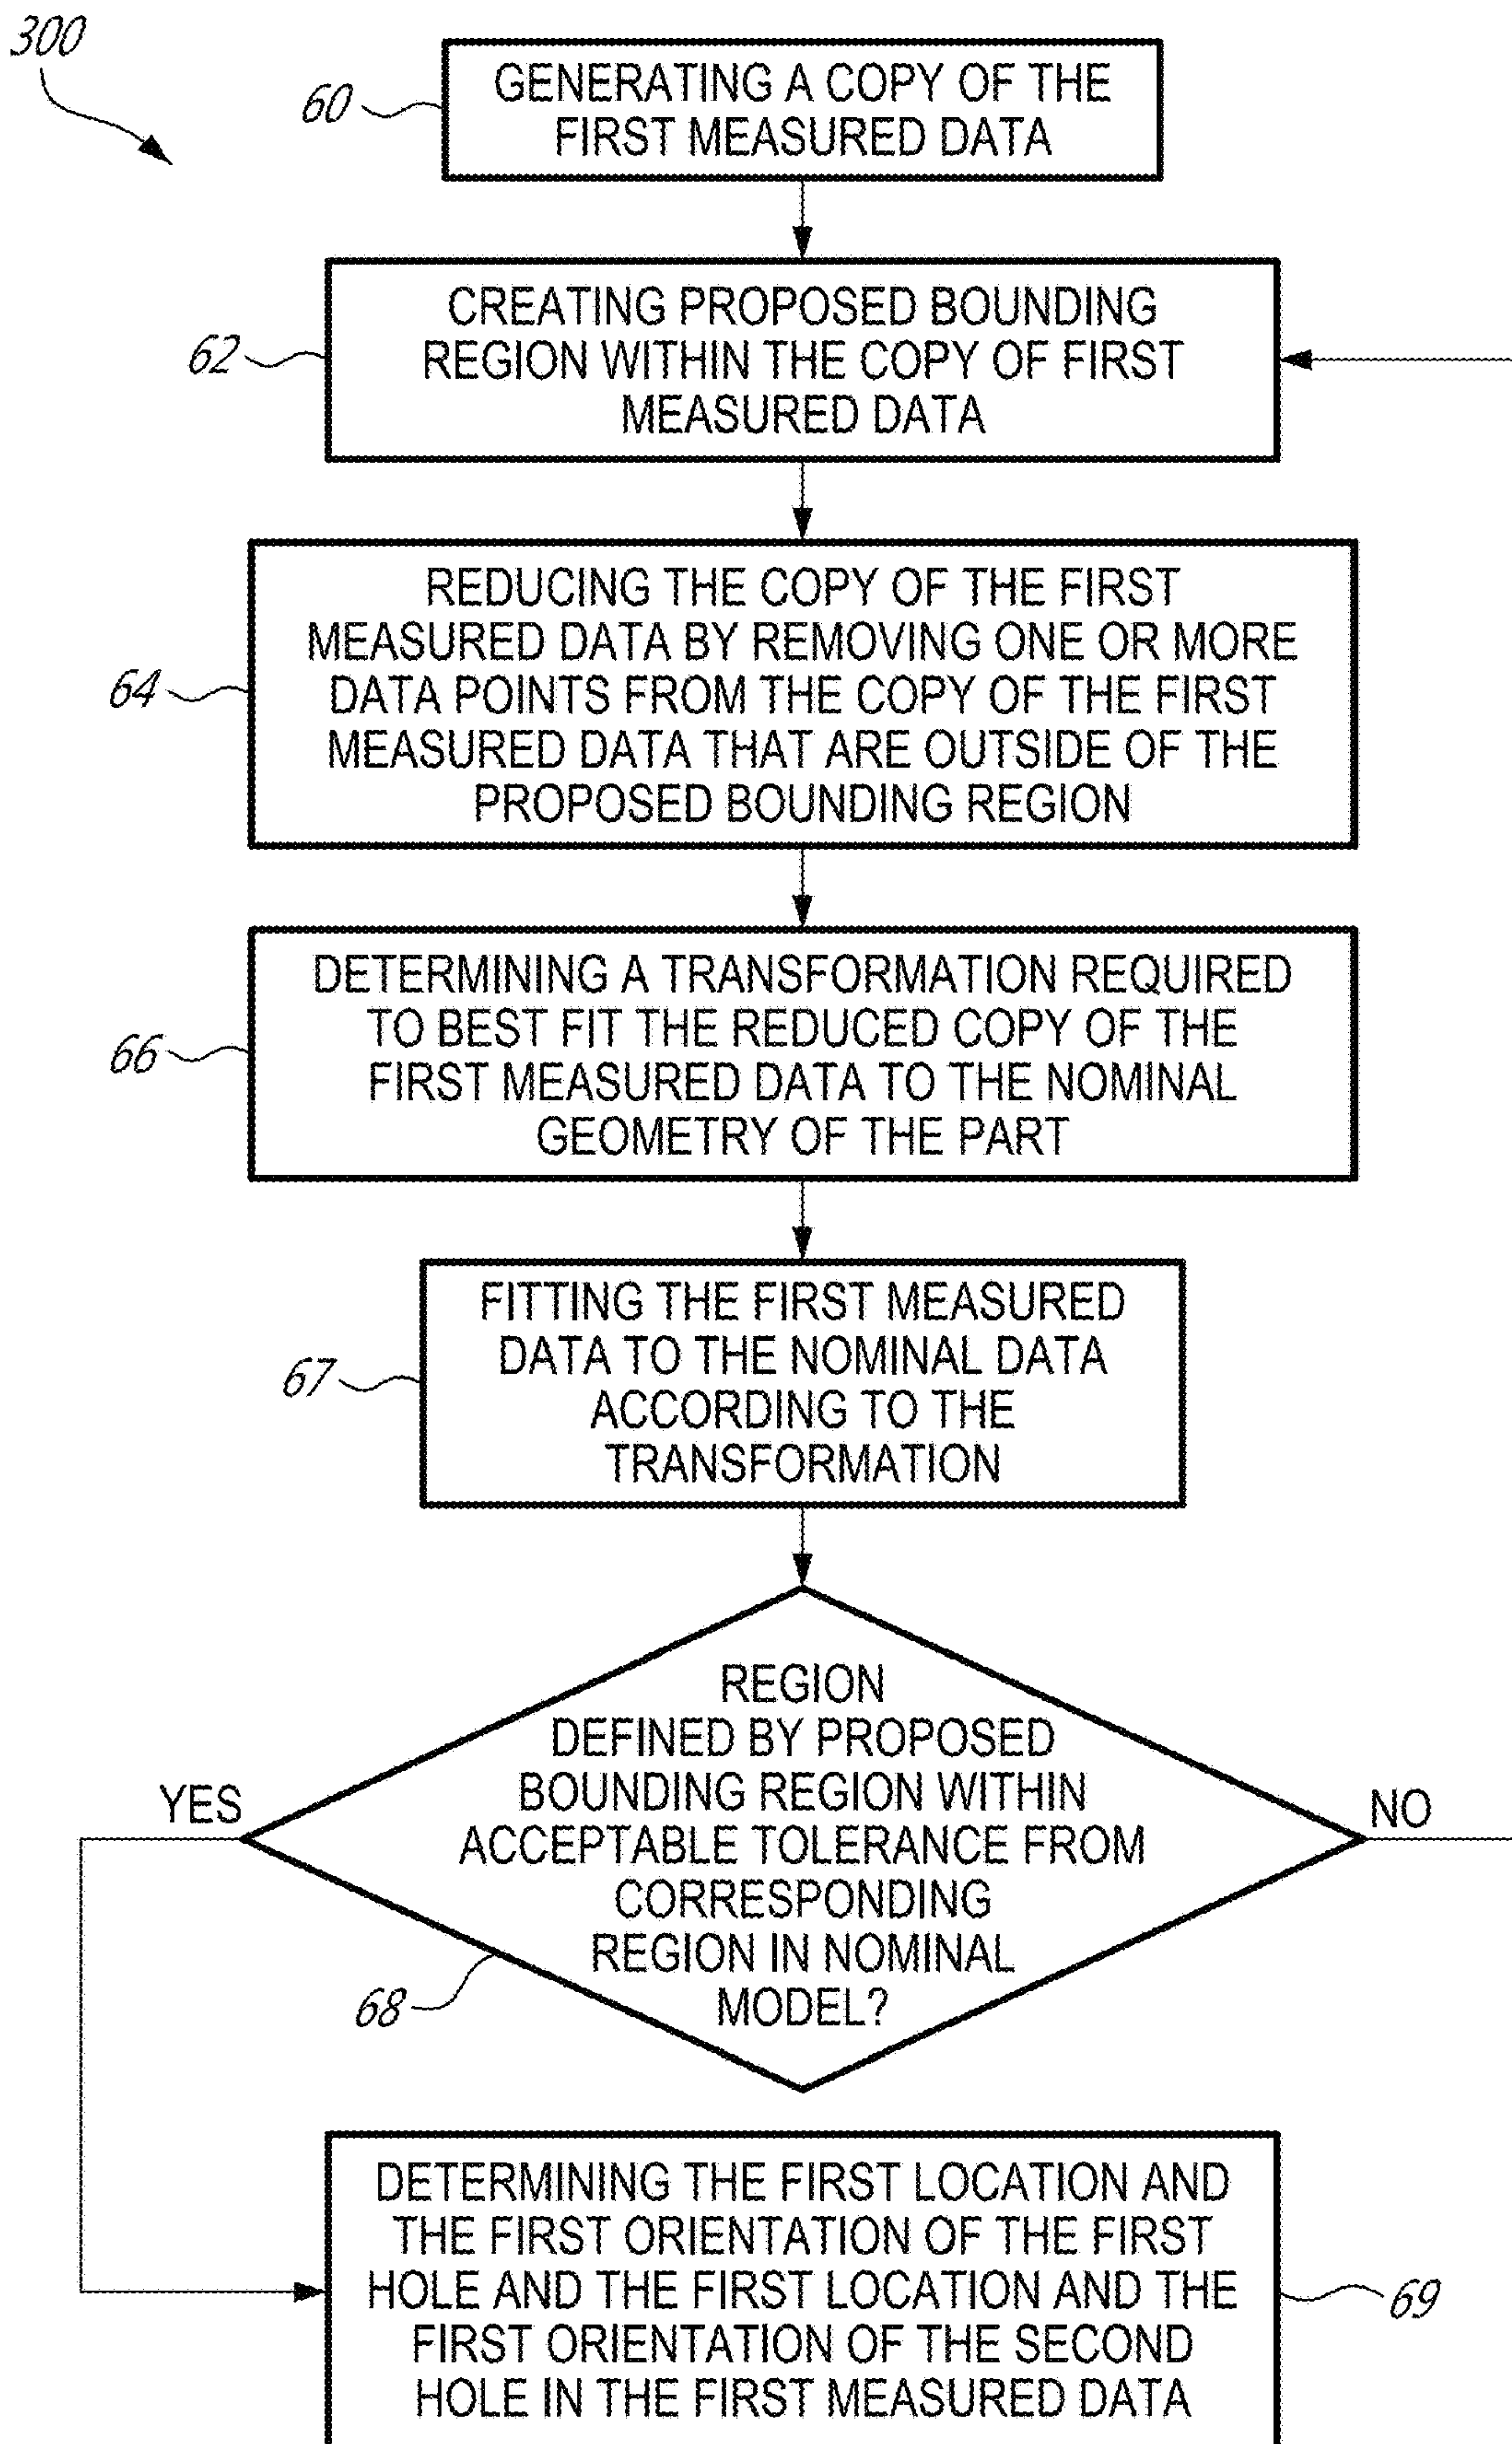 300
60
GENERATING A COPY OF THE
FIRST MEASURED DATA
62
CREATING PROPOSED BOUNDING
REGION WITHIN THE COPY OF FIRST
MEASURED DATA
64
REDUCING THE COPY OF THE FIRST
MEASURED DATA BY REMOVING ONE OR MORE
DATA POINTS FROM THE COPY OF THE FIRST
MEASURED DATA THAT ARE OUTSIDE OF THE
PROPOSED BOUNDING REGION
66
DETERMINING A TRANSFORMATION REQUIRED
TO BEST FIT THE REDUCED COPY OF THE
FIRST MEASURED DATA TO THE NOMINAL
GEOMETRY OF THE PART
67
FITTING THE FIRST MEASURED
DATA TO THE NOMINAL DATA
ACCORDING TO THE
TRANSFORMATION
REGION
DEFINED BY PROPOSED
BOUNDING REGION WITHIN
ACCEPTABLE TOLERANCE FROM
CORRESPONDING
REGION IN NOMINAL
MODEL?
YES
NO
68
DETERMINING THE FIRST LOCATION AND
THE FIRST ORIENTATION OF THE FIRST
HOLE AND THE FIRST LOCATION AND THE
FIRST ORIENTATION OF THE SECOND
HOLE IN THE FIRST MEASURED DATA
69